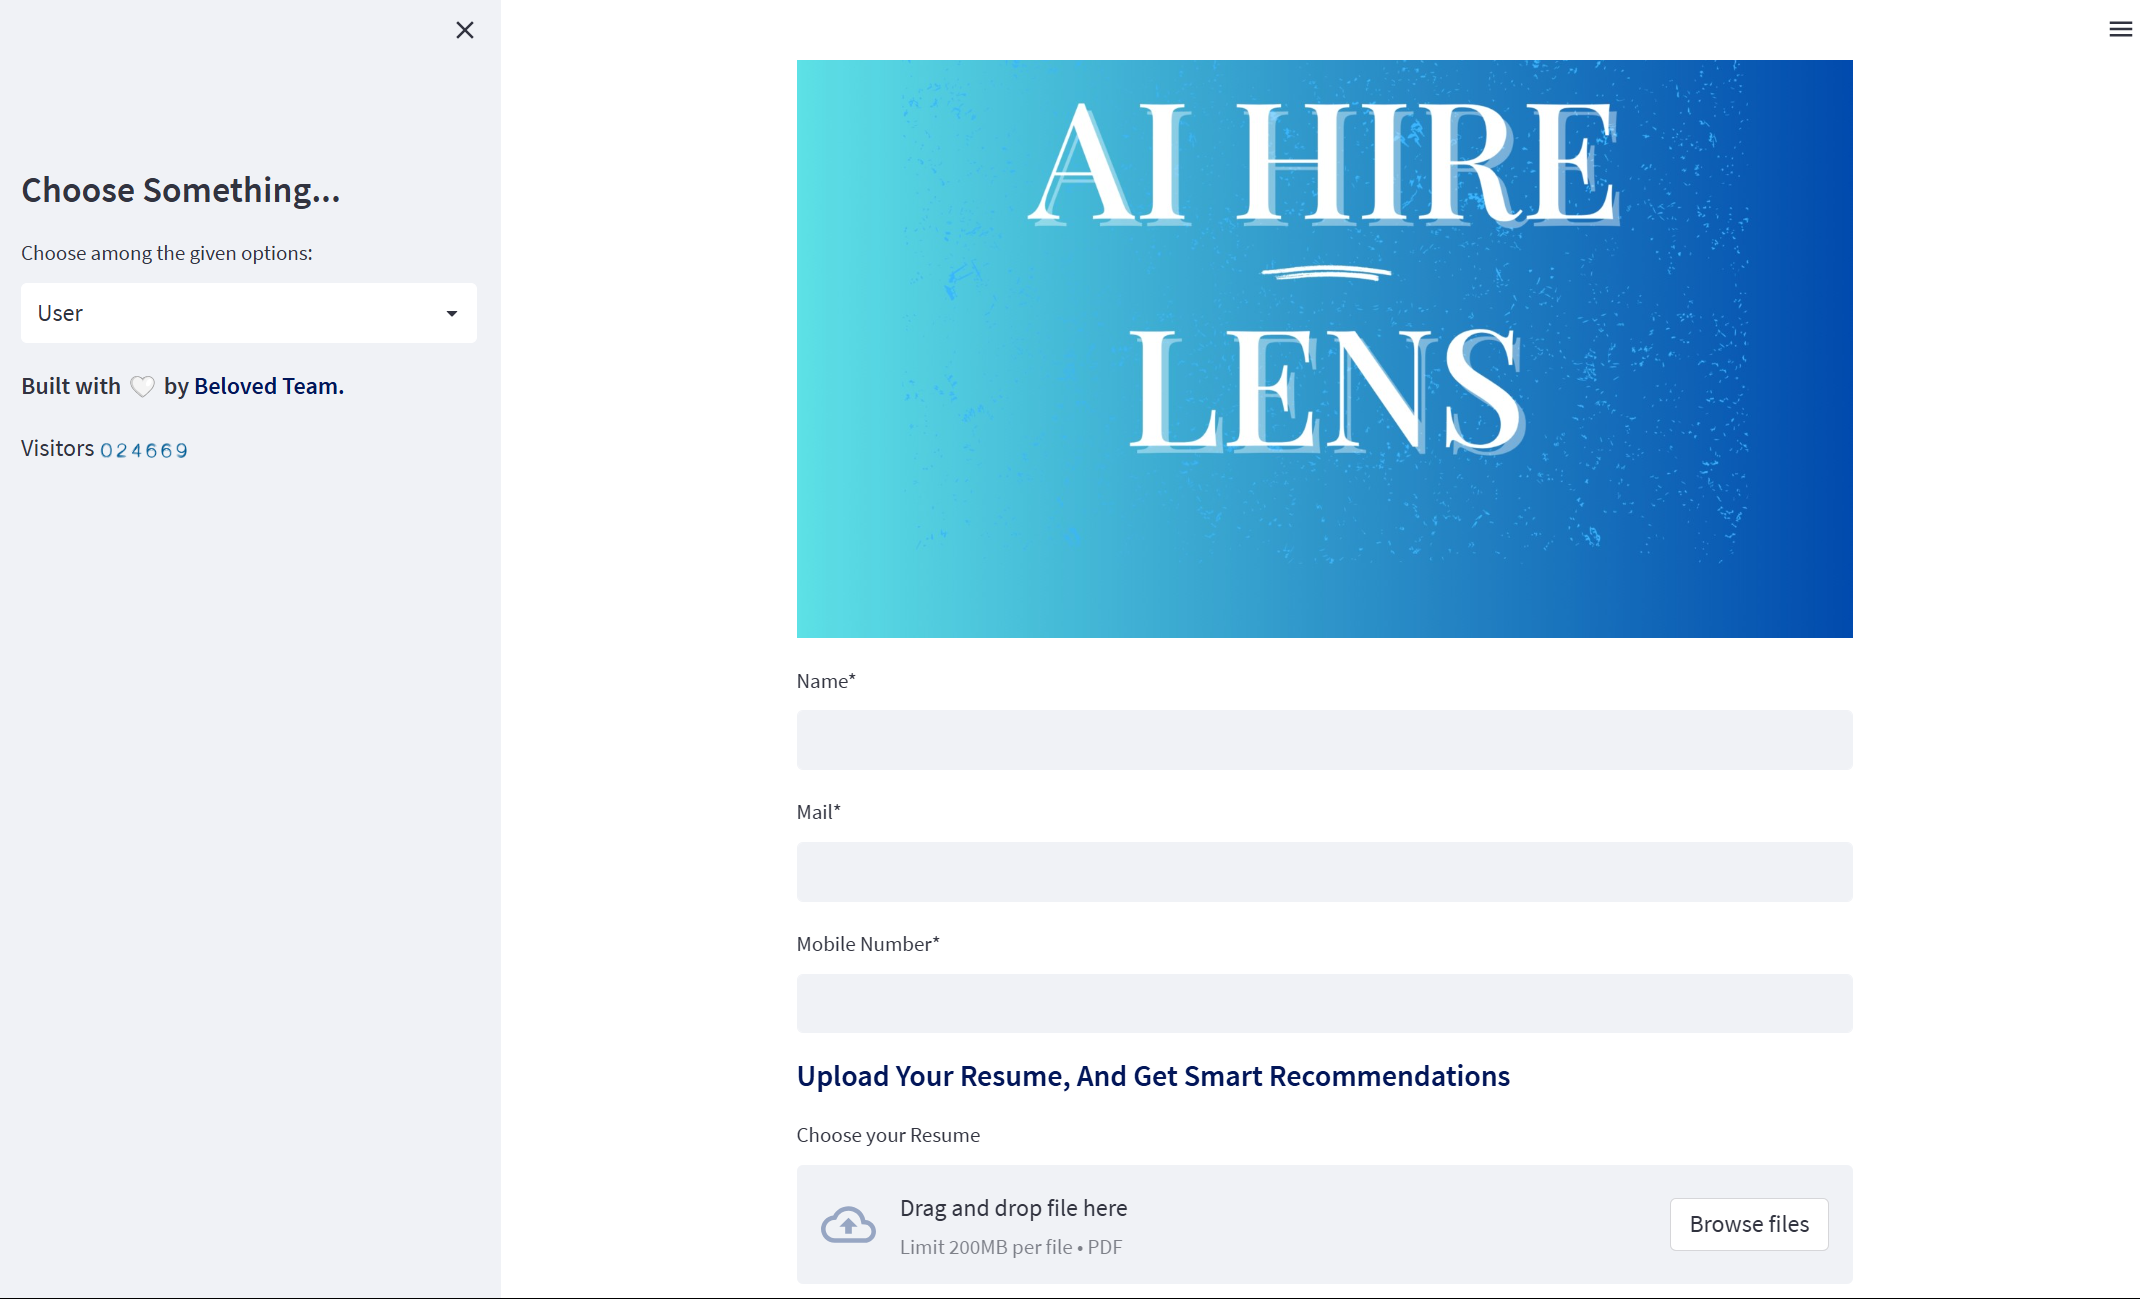 Choose Something...
Choose among the given options:
User
Built with 🤍 by Beloved Team.
Visitors 024669
AI HIRE
LENS
Name*
Mail*
Mobile Number*
Upload Your Resume, And Get Smart Recommendations
Choose your Resume
Drag and drop file here
Limit 200MB per file • PDF
Browse files